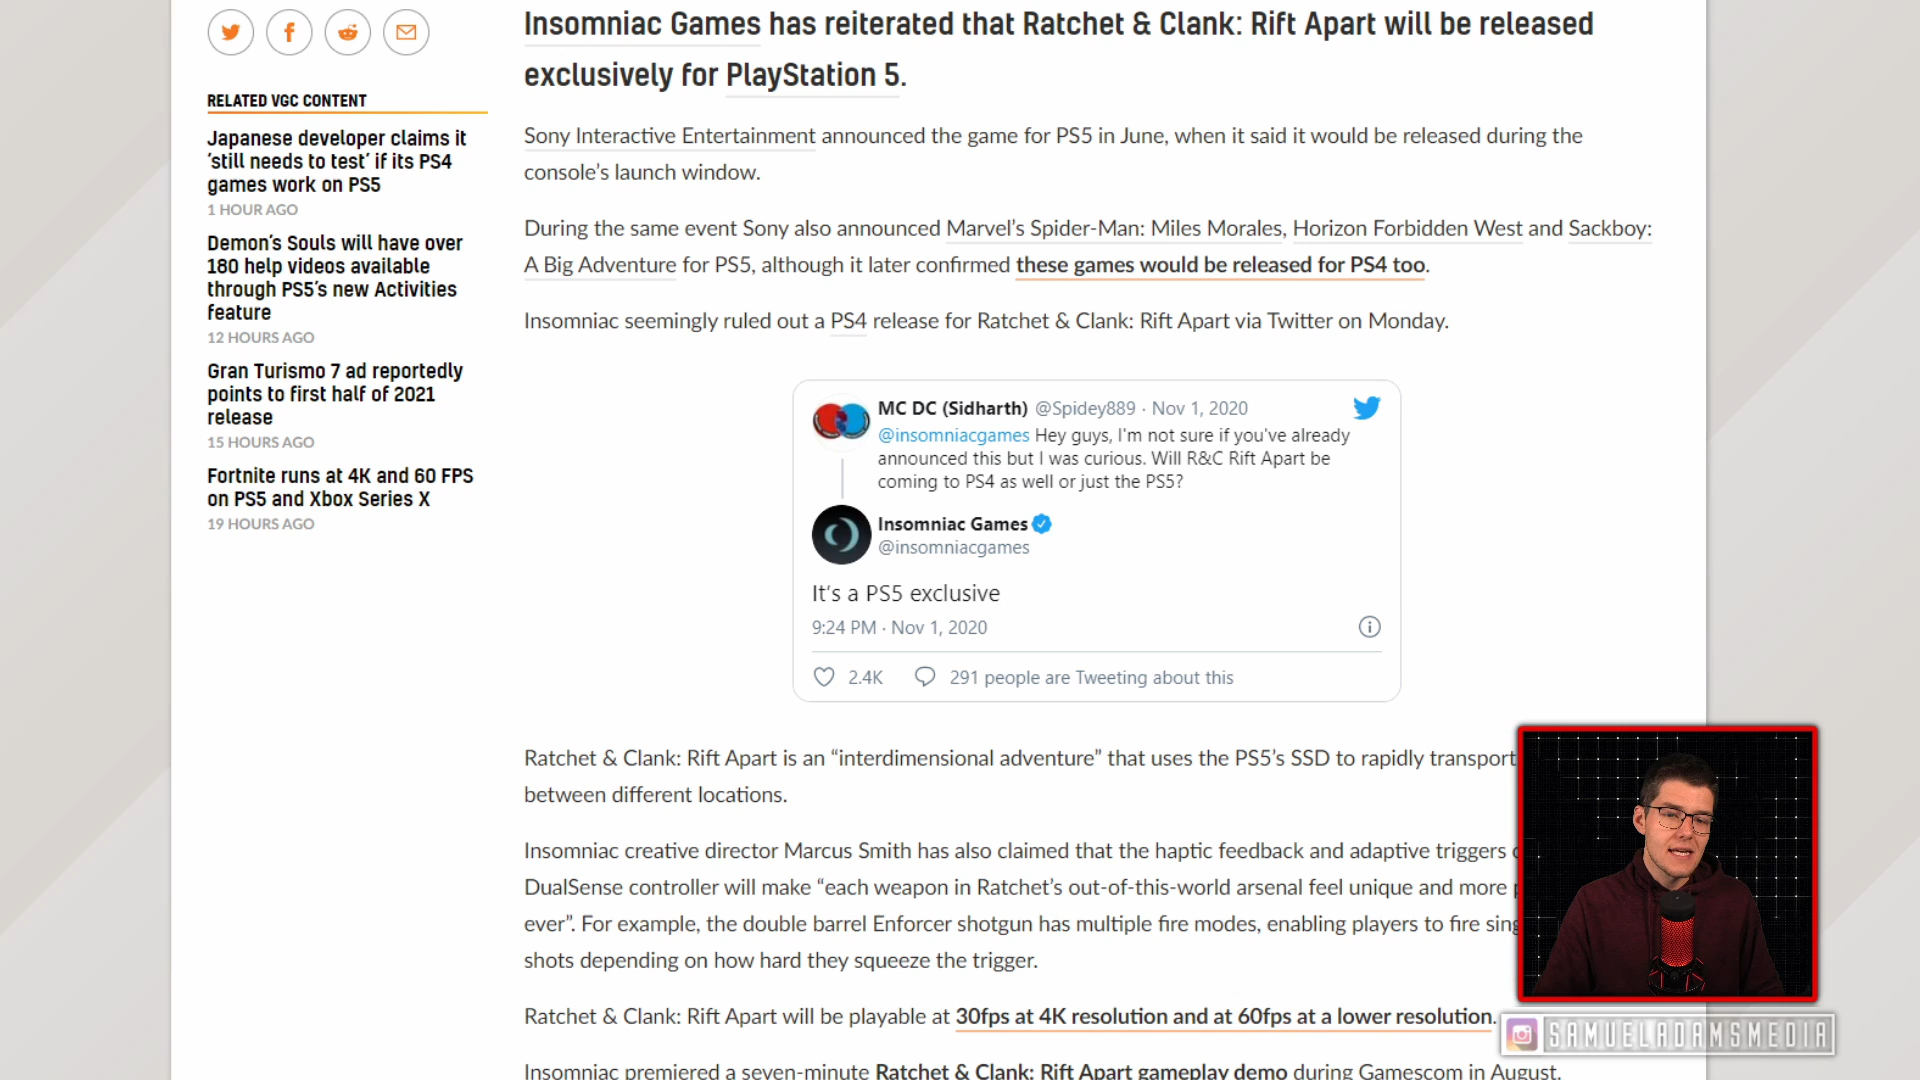 RELATED VGC CONTENT
Japanese developer claims it
‘still needs to test’ if its PS4
games work on PS5
1 HOUR AGO
Demon’s Souls will have over
180 help videos available
through PS5’s new Activities
feature
12 HOURS AGO
Gran Turismo 7 ad reportedly
points to first half of 2021
release
15 HOURS AGO
Fortnite runs at 4K and 60 FPS
on PS5 and Xbox Series X
19 HOURS AGO
Insomniac Games has reiterated that Ratchet & Clank: Rift Apart will be released
exclusively for PlayStation 5.
Sony Interactive Entertainment announced the game for PS5 in June, when it said it would be released during the
console’s launch window.
During the same event Sony also announced Marvel’s Spider-Man: Miles Morales, Horizon Forbidden West and Sackboy:
A Big Adventure for PS5, although it later confirmed these games would be released for PS4 too.
Insomniac seemingly ruled out a PS4 release for Ratchet & Clank: Rift Apart via Twitter on Monday.
MC DC (Sidharth) @Spidey889 · Nov 1, 2020
@insomniacgames Hey guys, I'm not sure if you've already
announced this but I was curious. Will R&C Rift Apart be
coming to PS4 as well or just the PS5?
Insomniac Games
@insomniacgames
It's a PS5 exclusive
9:24 PM · Nov 1, 2020
2.4K 291 people are Tweeting about this
Ratchet & Clank: Rift Apart is an “interdimensional adventure” that uses the PS5’s SSD to rapidly transport
between different locations.
Insomniac creative director Marcus Smith has also claimed that the haptic feedback and adaptive triggers
DualSense controller will make “each weapon in Ratchet’s out-of-this-world arsenal feel unique and more
ever”. For example, the double barrel Enforcer shotgun has multiple fire modes, enabling players to fire
shots depending on how hard they squeeze the trigger.
Ratchet & Clank: Rift Apart will be playable at 30fps at 4K resolution and at 60fps at a lower resolution.
Insomniac premiered a seven-minute Ratchet & Clank: Rift Apart gameplay demo during Gamescom in August.
SAMUELADAMSMEDIA